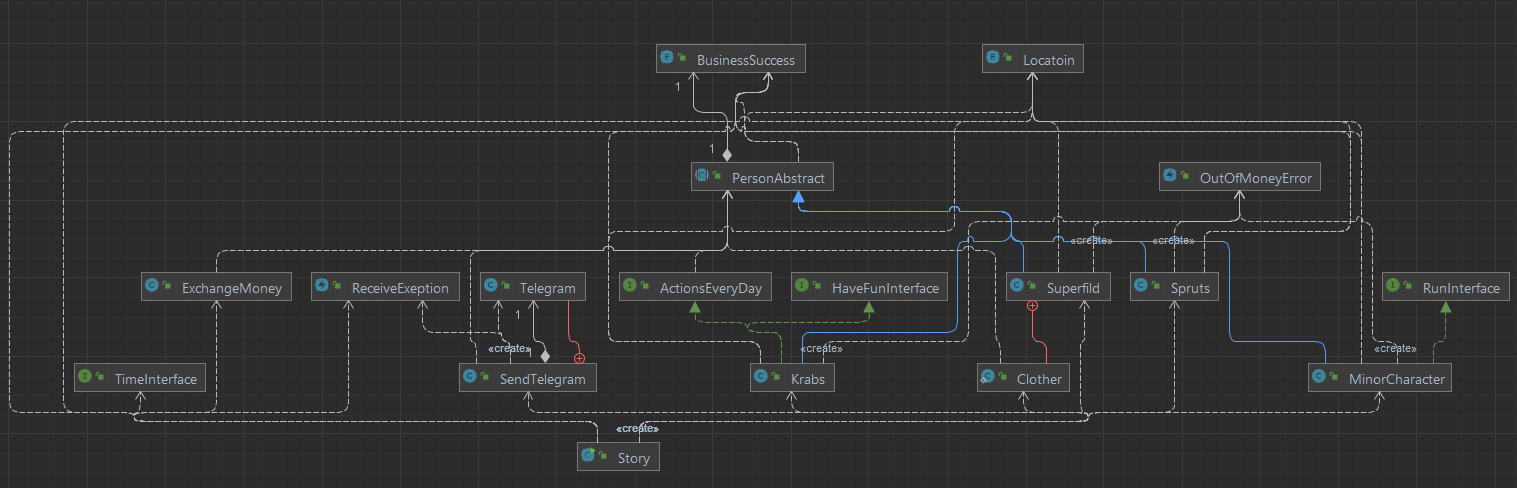 BusinessSuccess
Locatoin
1
1
PersonAbstract
OutOfMoneyError
«create»
«create»
ExchangeMoney
ReceiveExeption
Telegram
ActionsEveryDay
HaveFunInterface
Superfild
Spruts
RunInterface
1
«create»
«create»
«create»
TimeInterface
SendTelegram
Krabs
Clother
MinorCharacter
«create»
Story